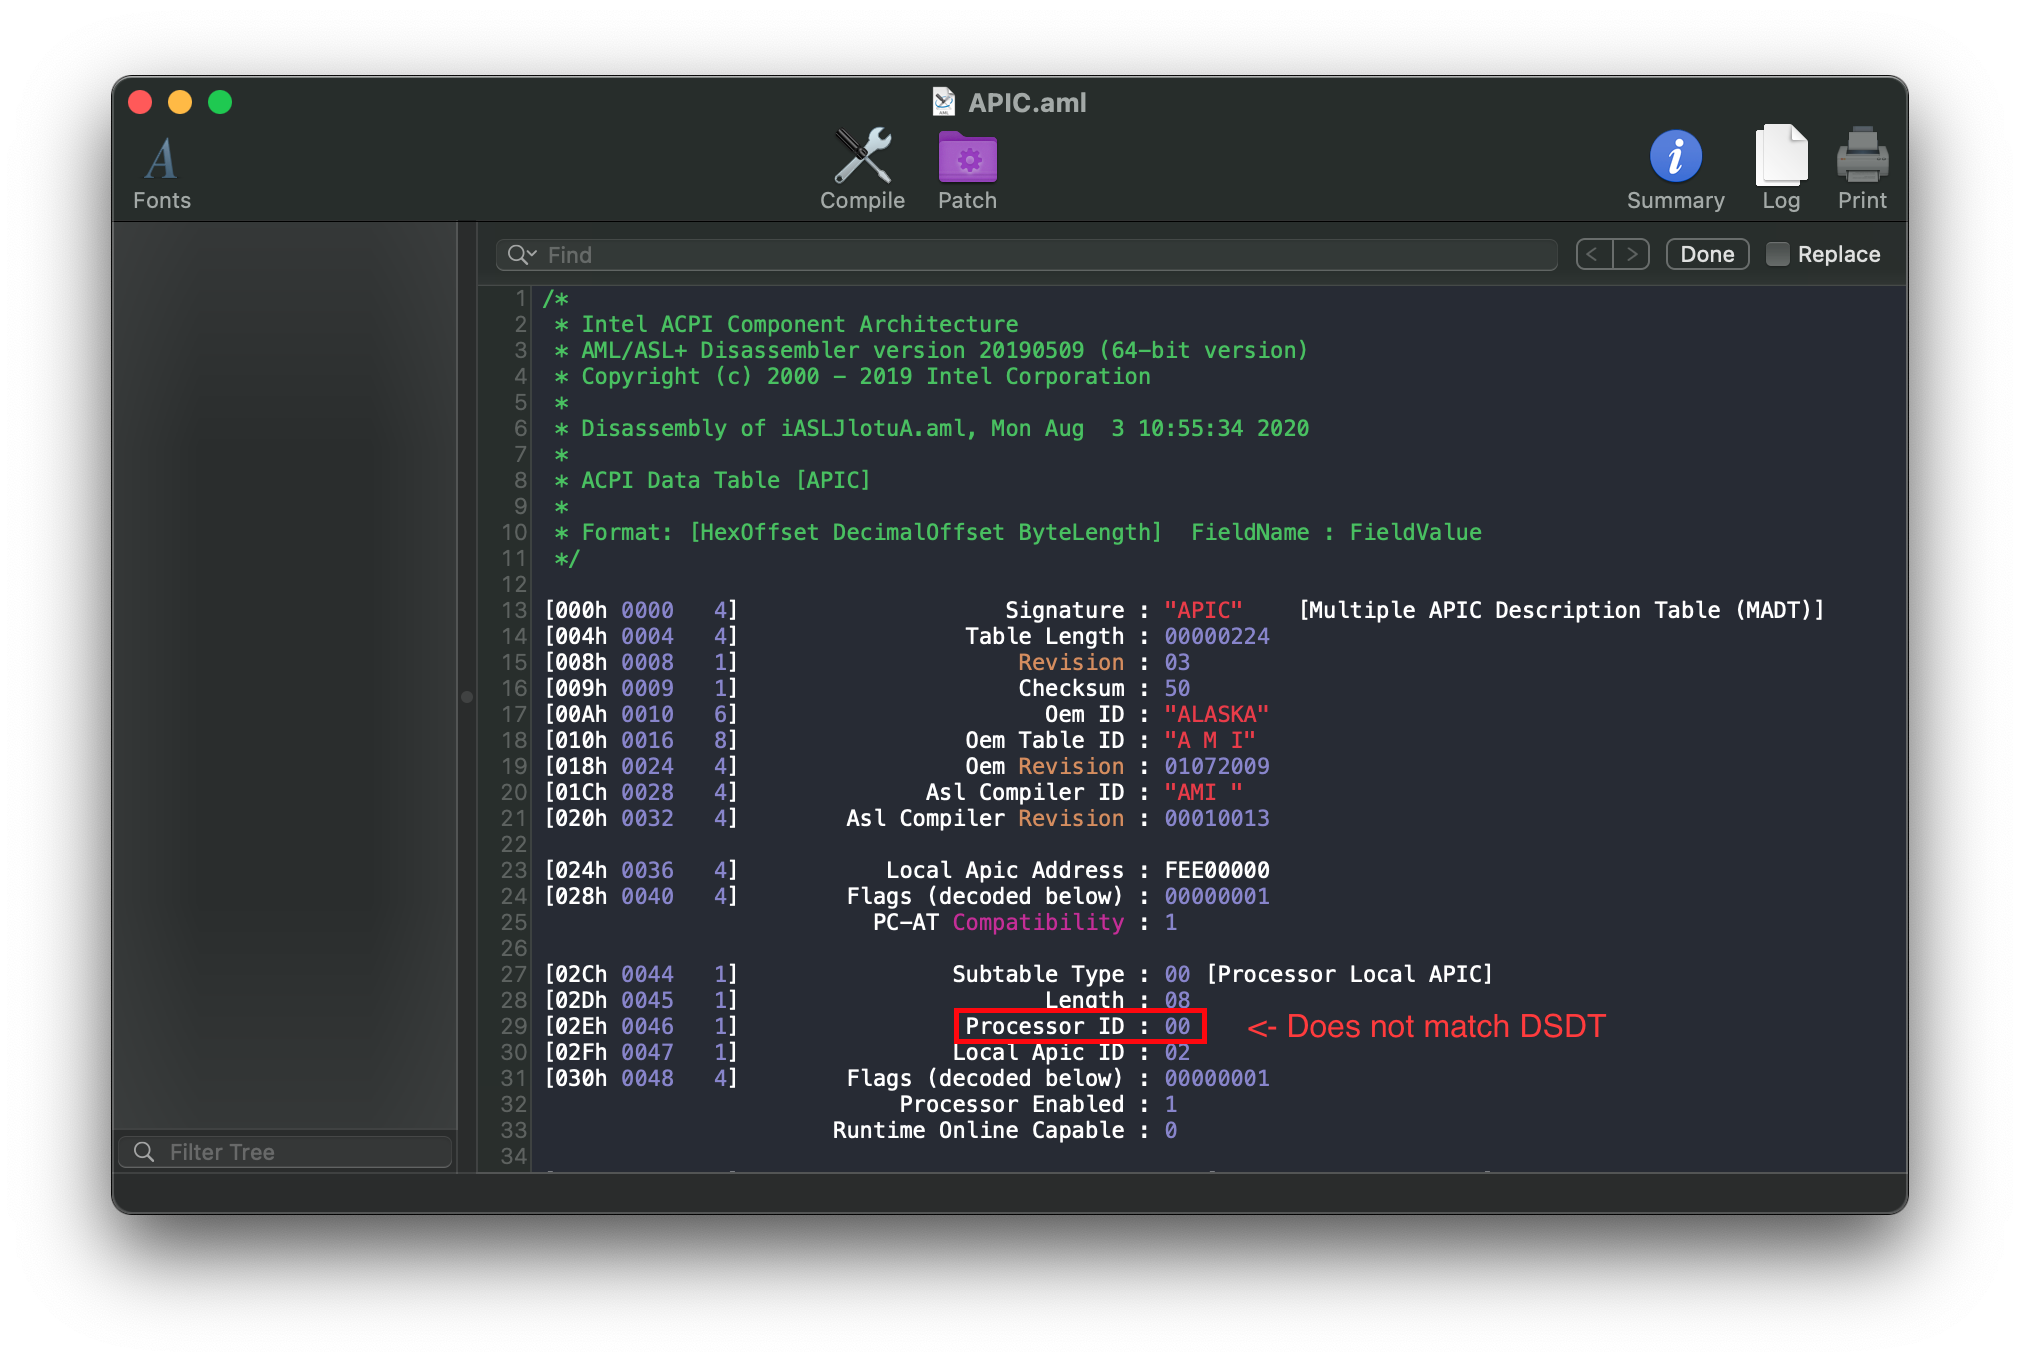 APIC.aml
Fonts
Compile
Patch
Summary
Log
Print
Find
Done
Replace
1 /*
2 * Intel ACPI Component Architecture
3 * AML/ASL+ Disassembler version 20190509 (64-bit version)
4 * Copyright (c) 2000 - 2019 Intel Corporation
5 *
6 * Disassembly of iASLJlotuA.aml, Mon Aug  3 10:55:34 2020
7 *
8 * ACPI Data Table [APIC]
9 *
10 * Format: [HexOffset DecimalOffset ByteLength]  FieldName : FieldValue
11 */
12
13 [000h 0000   4] Signature : "APIC" [Multiple APIC Description Table (MADT)]
14 [004h 0004   4] Table Length : 00000224
15 [008h 0008   1] Revision : 03
16 [009h 0009   1] Checksum : 50
17 [00Ah 0010   6] Oem ID : "ALASKA"
18 [010h 0016   8] Oem Table ID : "A M I"
19 [018h 0024   4] Oem Revision : 01072009
20 [01Ch 0028   4] Asl Compiler ID : "AMI "
21 [020h 0032   4] Asl Compiler Revision : 00010013
22
23 [024h 0036   4] Local Apic Address : FEE00000
24 [028h 0040   4] Flags (decoded below) : 00000001
25 PC-AT Compatibility : 1
26
27 [02Ch 0044   1] Subtable Type : 00 [Processor Local APIC]
28 [02Dh 0045   1] Length : 08
29 [02Eh 0046   1] Processor ID : 00 <- Does not match DSDT
30 [02Fh 0047   1] Local Apic ID : 02
31 [030h 0048   4] Flags (decoded below) : 00000001
32 Processor Enabled : 1
33 Runtime Online Capable : 0
34
Filter Tree